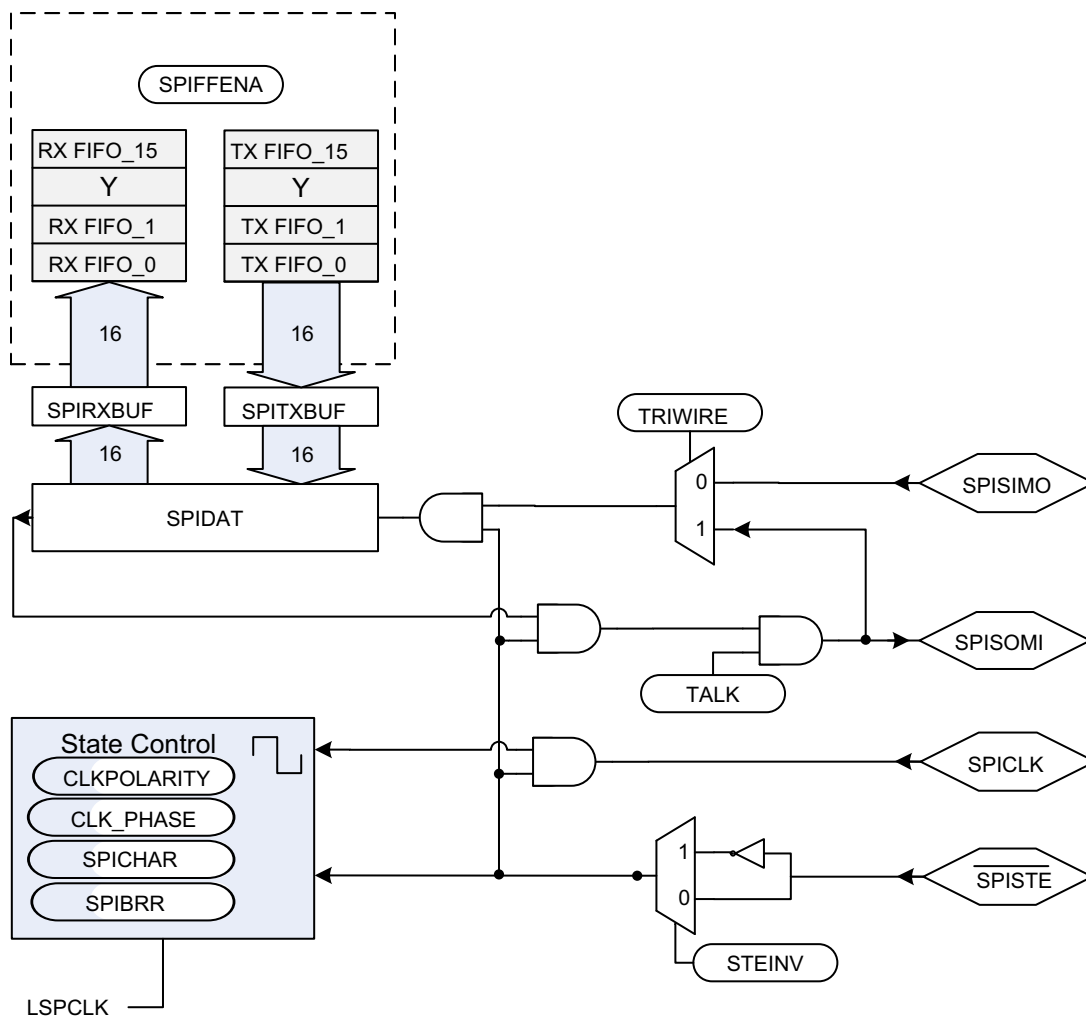 SPIFFENA
RX FIFO_15
TX FIFO_15
Y
Y
RX FIFO_1
TX FIFO_1
RX FIFO_0
TX FIFO_0
16
16
SPIRXBUF
SPITXBUF
16
16
SPIDAT
TRIWIRE
0
1
SPISIMO
SPISOMI
TALK
State Control
CLKPOLARITY
CLK_PHASE
SPICHAR
SPIBRR
SPICLK
1
0
SPISTE
STEINV
LSPCLK